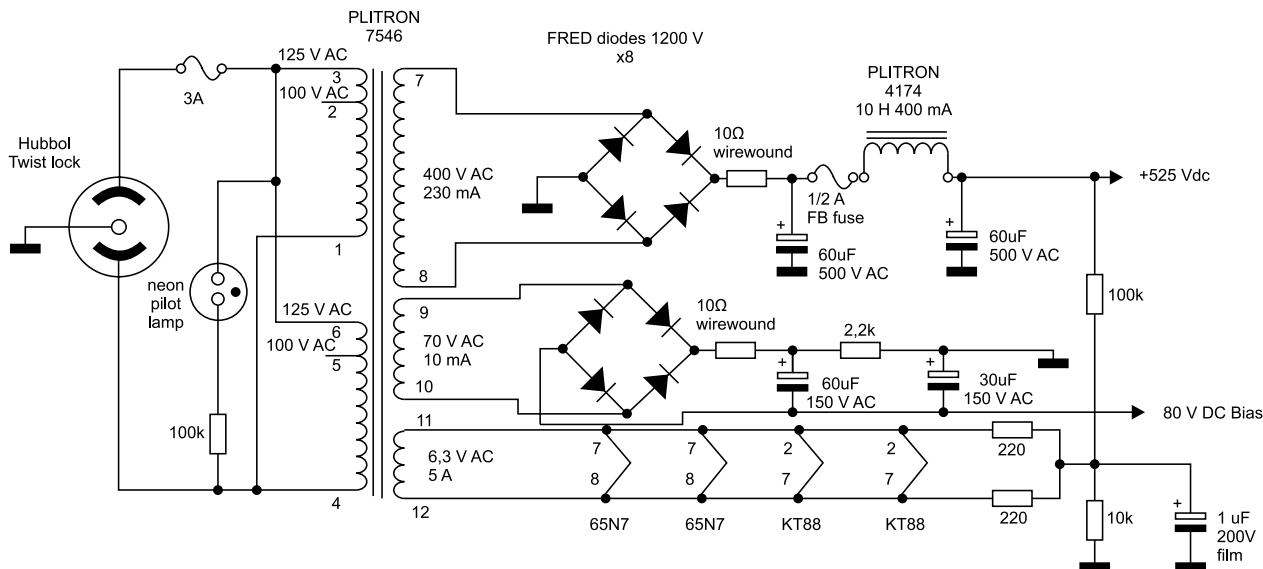 PLITRON
7546
FRED diodes 1200 V
x8
PLITRON
4174
10 H 400 mA
125 V AC
3
100 V AC
2
7
3A
Hubbol
Twist lock
10Ω
wirewound
400 V AC
230 mA
1/2 A
FB fuse
+525 Vdc
+
60uF
500 V AC
+
60uF
500 V AC
1
8
neon
pilot
lamp
125 V AC
6
100 V AC
5
9
70 V AC
10 mA
10
10Ω
wirewound
2,2k
100k
+
60uF
150 V AC
+
30uF
150 V AC
80 V DC Bias
100k
11
6,3 V AC
5 A
7
8
7
8
2
7
2
7
220
220
4
12
65N7
65N7
KT88
KT88
10k
+
1 uF
200V
film